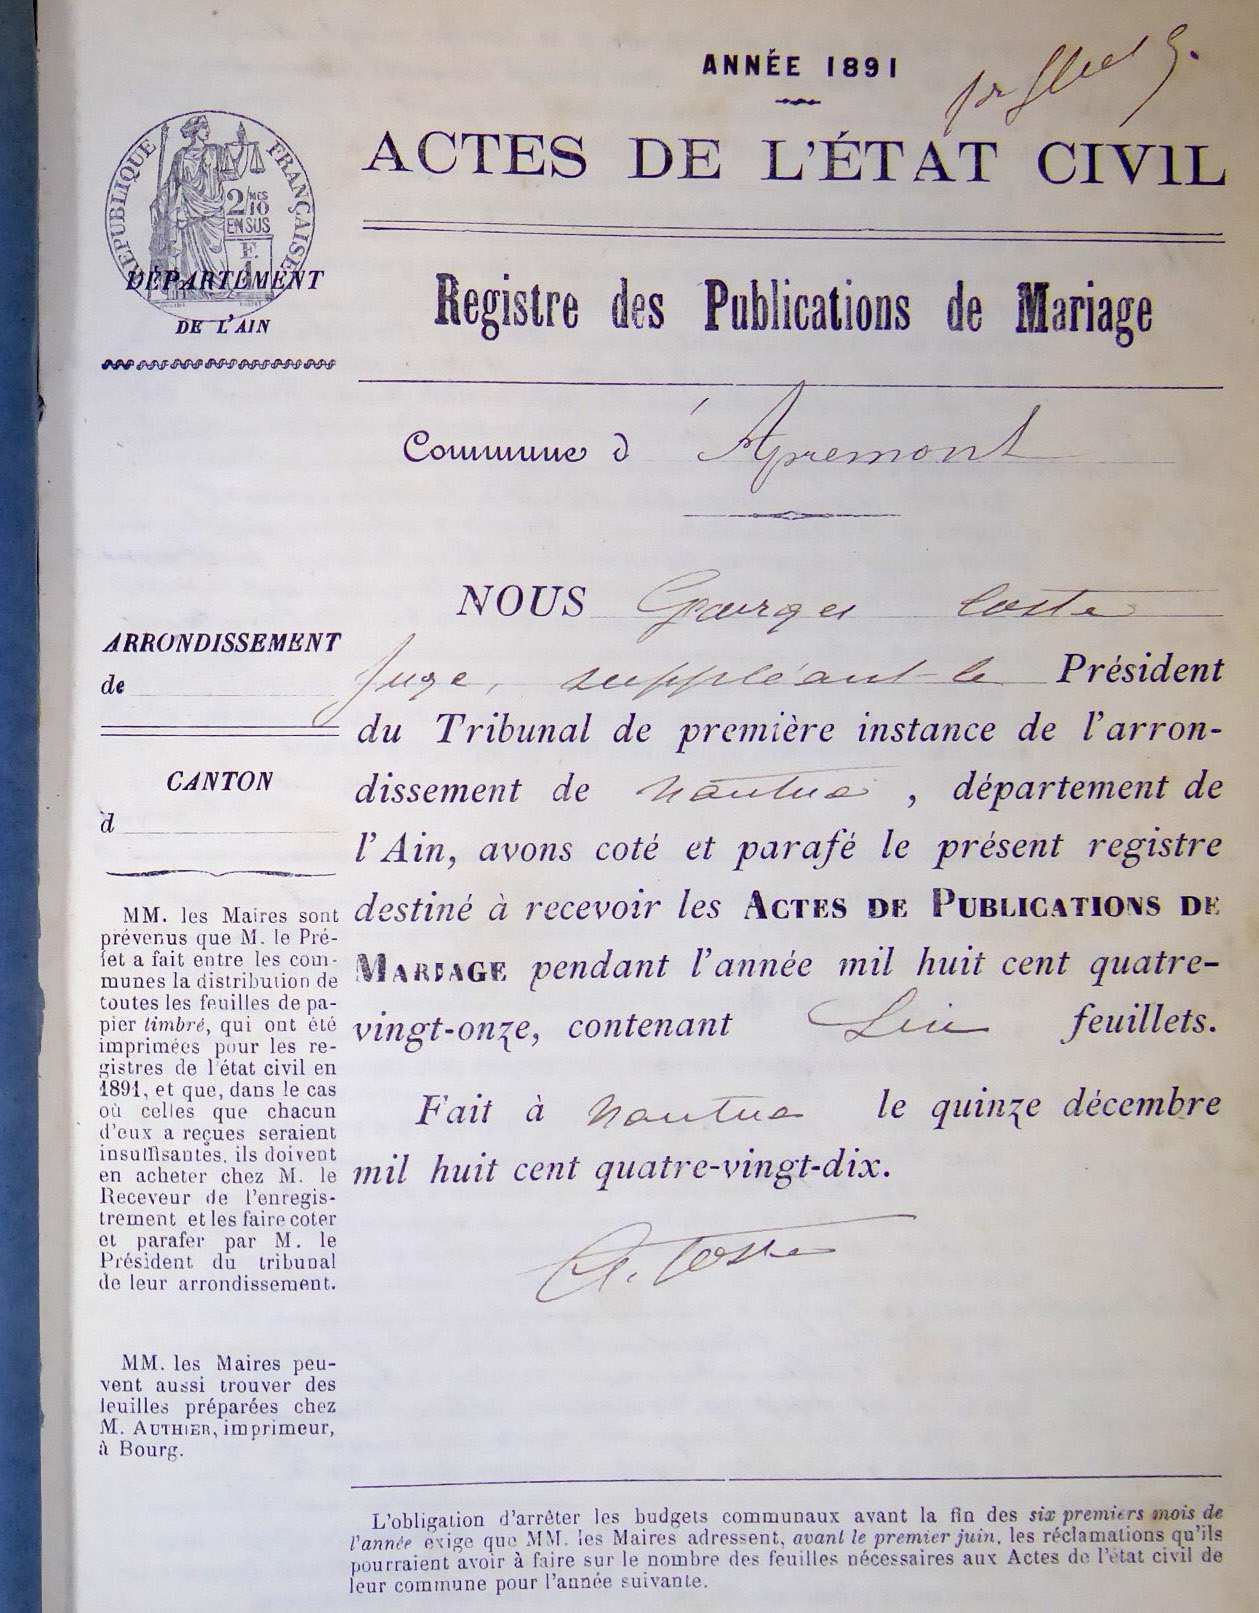 ANNÉE 1891
ACTES DE L'ÉTAT CIVIL
RÉPUBLIQUE FRANÇAISE
2/10MES
EN SUS
F.
1
DÉPARTEMENT
DE L'AIN
Registre des Publications de Mariage
Commune d'Apremont
ARRONDISSEMENT
de
CANTON
d
MM. les Maires sont
prévenus que M. le Pré-
fet a fait entre les com-
munes la distribution de
toutes les feuilles de pa-
pier timbré, qui ont été
imprimées pour les re-
gistres de l'état civil en
1891, et que, dans le cas
où celles que chacun
d'eux a reçues seraient
insuffisantes, ils doivent
en acheter chez M. le
Receveur de l'enregis-
trement et les faire coter
et parafer par M. le
Président du tribunal
de leur arrondissement.
MM. les Maires peu-
vent aussi trouver des
feuilles préparées chez
M. AUTHIER, imprimeur,
à Bourg.
NOUS Georges Coste
Juge, suppléant le Président
du Tribunal de première instance de l'arron-
dissement de Nantua, département de
l'Ain, avons coté et parafé le présent registre
destiné à recevoir les ACTES DE PUBLICATIONS DE
MARIAGE pendant l'année mil huit cent quatre-
vingt-onze, contenant feuillets.
Fait à Nantua le quinze décembre
mil huit cent quatre-vingt-dix.
G. Coste
L'obligation d'arrêter les budgets communaux avant la fin des six premiers mois de
l'année exige que MM. les Maires adressent, avant le premier juin, les réclamations qu'ils
pourraient avoir à faire sur le nombre des feuilles nécessaires aux Actes de l'état civil de
leur commune pour l'année suivante.